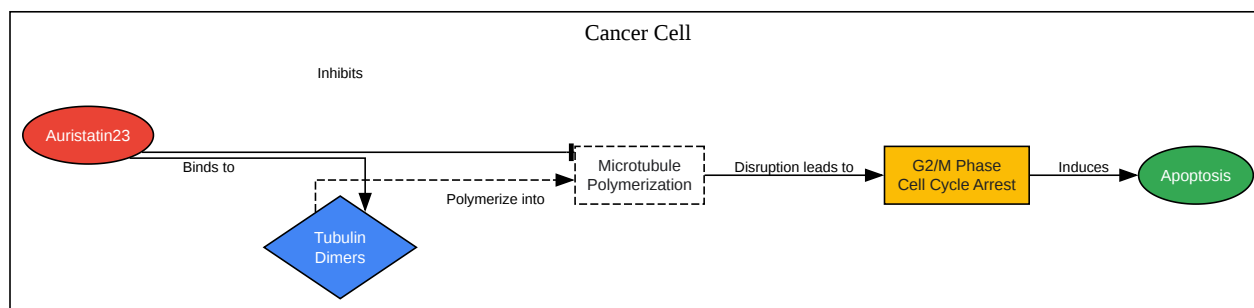 Cancer Cell
Inhibits
Auristatin23
Binds to
Tubulin
Dimers
Polymerize into
Microtubule
Polymerization
Disruption leads to
G2/M Phase
Cell Cycle Arrest
Induces
Apoptosis